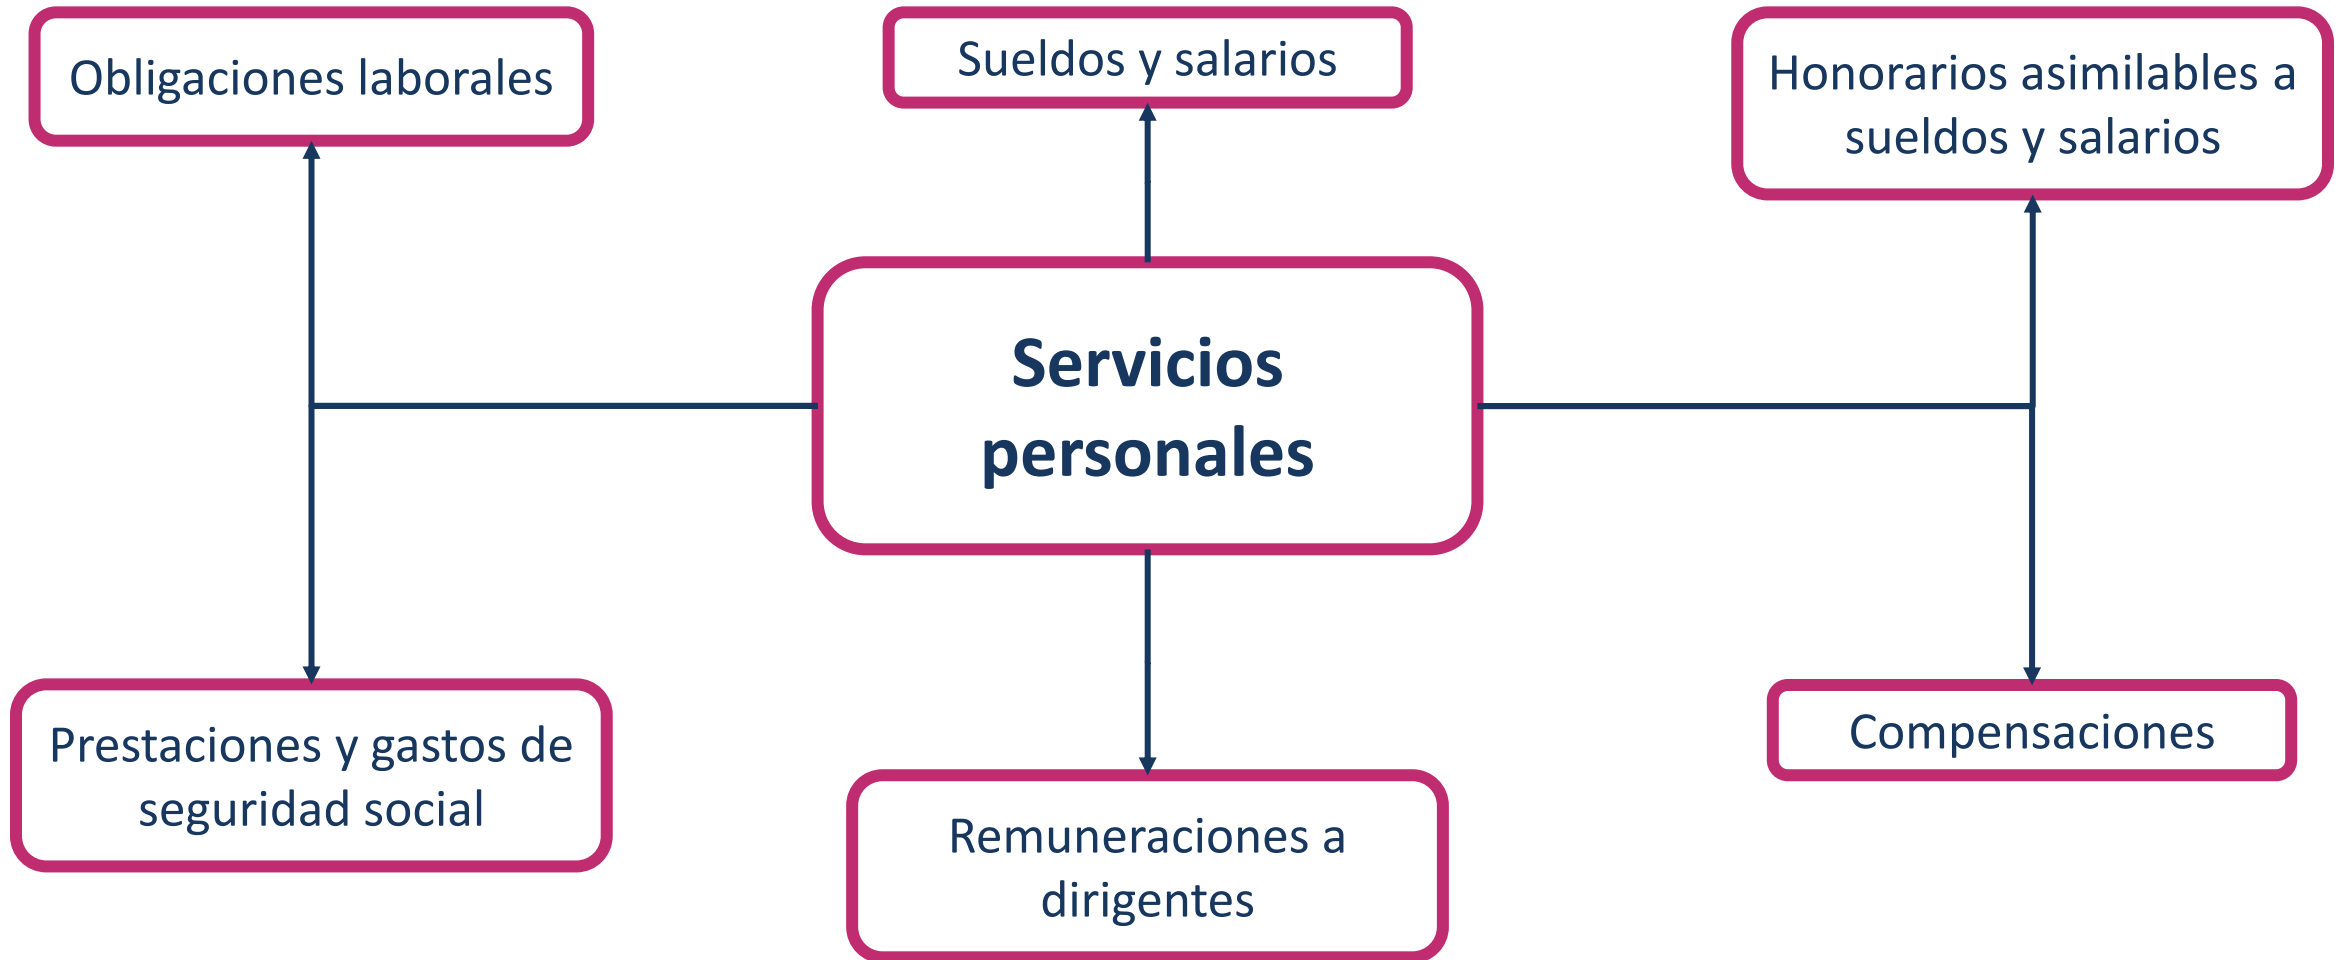 Obligaciones laborales
Sueldos y salarios
Honorarios asimilables a
sueldos y salarios
Servicios
personales
Prestaciones y gastos de
seguridad social
Remuneraciones a
dirigentes
Compensaciones